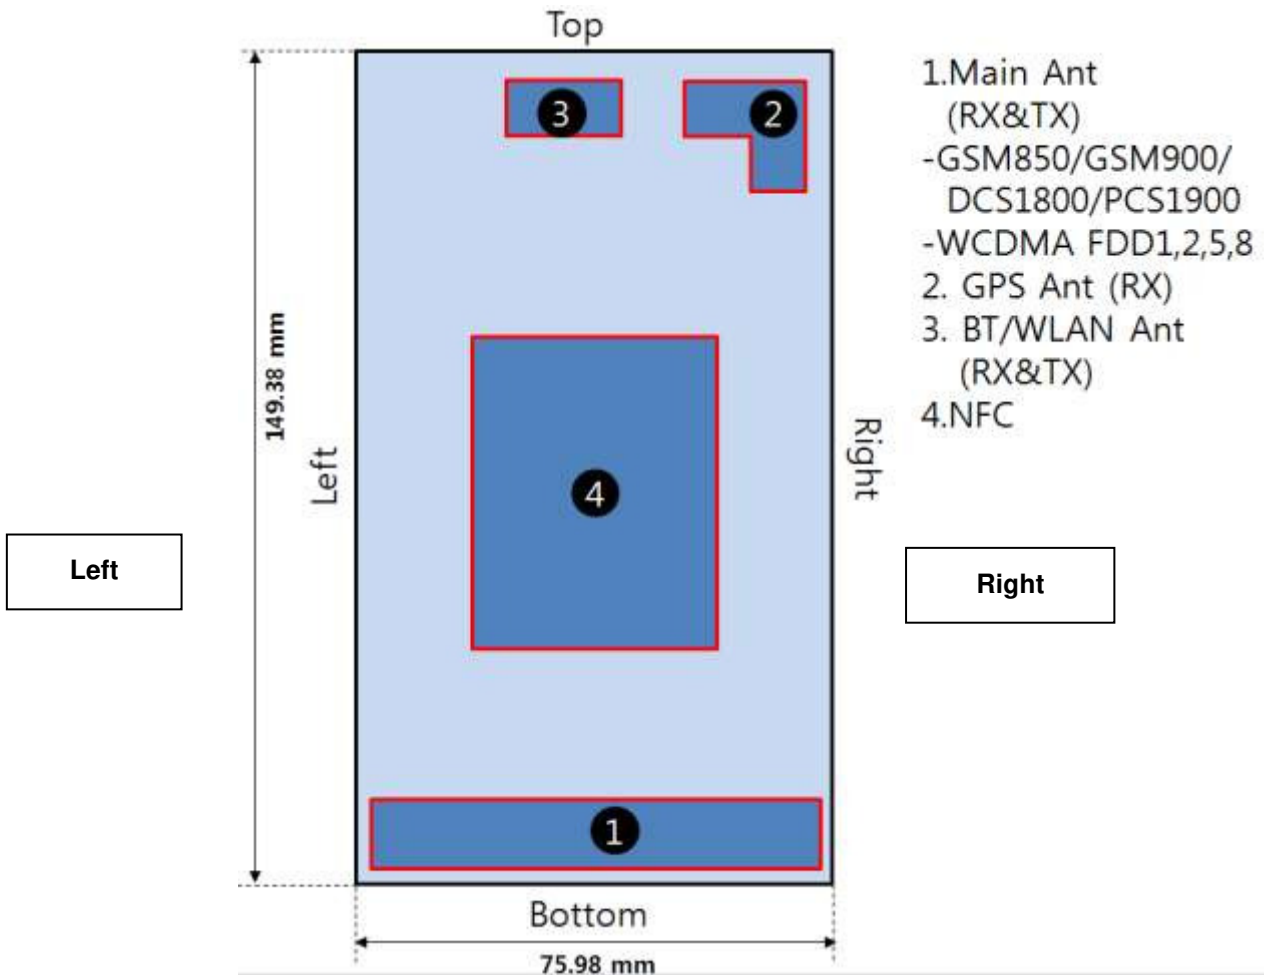 Top
3
2
149.38 mm
Left
Right
4
1
Bottom
75.98 mm
Left
Right
1.Main Ant
(RX&TX)
-GSM850/GSM900/
DCS1800/PCS1900
-WCDMA FDD1,2,5,8
2. GPS Ant (RX)
3. BT/WLAN Ant
(RX&TX)
4.NFC